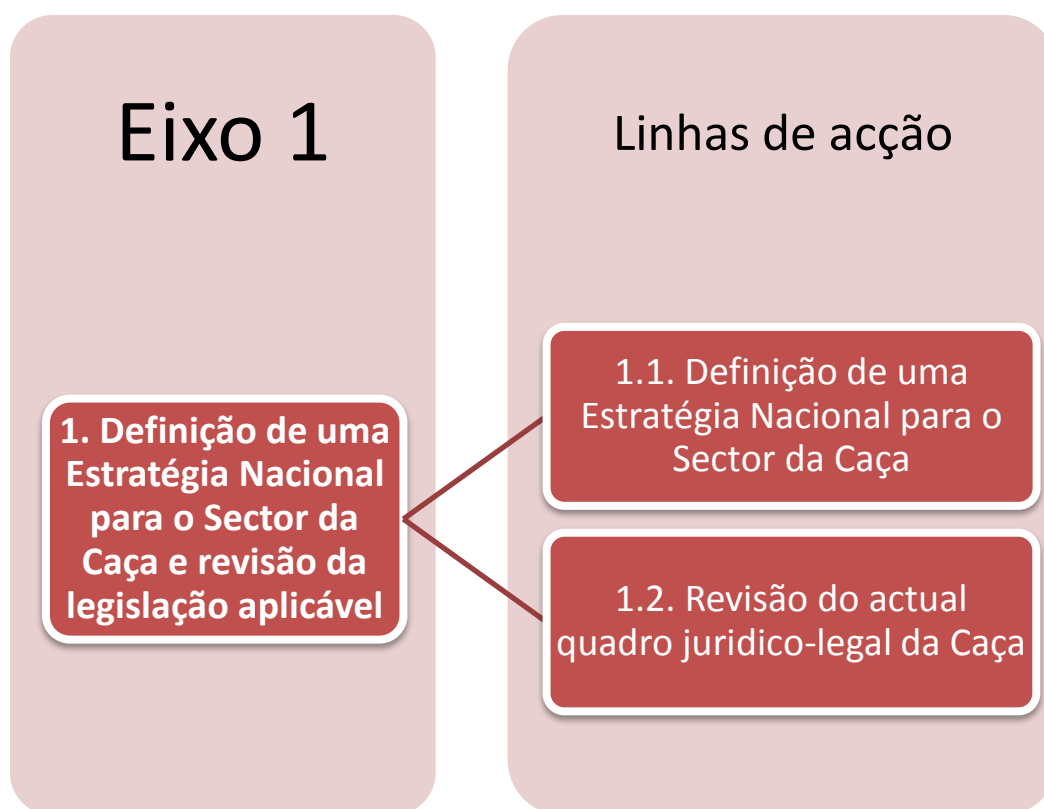 Eixo 1
1. Definição de uma
Estratégia Nacional
para o Sector da
Caça e revisão da
legislação aplicável
Linhas de acção
1.1. Definição de uma
Estratégia Nacional para o
Sector da Caça
1.2. Revisão do actual
quadro juridico-legal da Caça